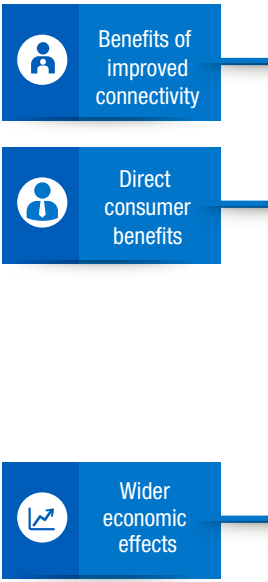 Benefits of
improved
connectivity
Direct
consumer
benefits
Wider
economic
effects